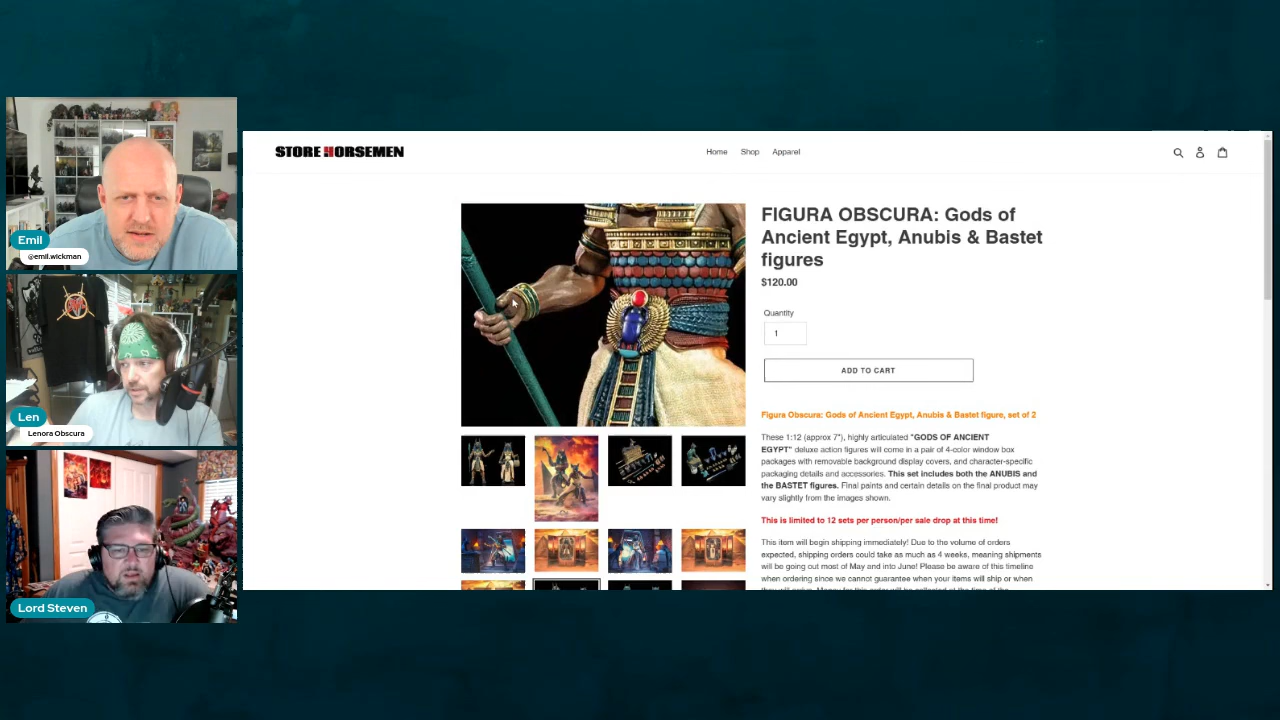 Emil
@emil.wickman
Len
Lenora Obscura
Lord Steven
STORE HORSEMEN
Home Shop Apparel
FIGURA OBSCURA: Gods of
Ancient Egypt, Anubis & Bastet
figures
$120.00
Quantity
1
ADD TO CART
Figura Obscura: Gods of Ancient Egypt, Anubis & Bastet figure, set of 2
These 1:12 (approx 7"), highly articulated "GODS OF ANCIENT
EGYPT" deluxe action figures will come in a pair of 4-color window box
packages with removable background display covers, and character-specific
packaging details and accessories. This set includes both the ANUBIS and
the BASTET figures. Final paints and certain details on the final product may
vary slightly from the images shown.
This is limited to 12 sets per person/per sale drop at this time!
This item will begin shipping immediately! Due to the volume of orders
expected, shipping orders could take as much as 4 weeks, meaning shipments
will be going out most of May and into June! Please be aware of this timeline
when ordering since we cannot guarantee when your items will ship or when